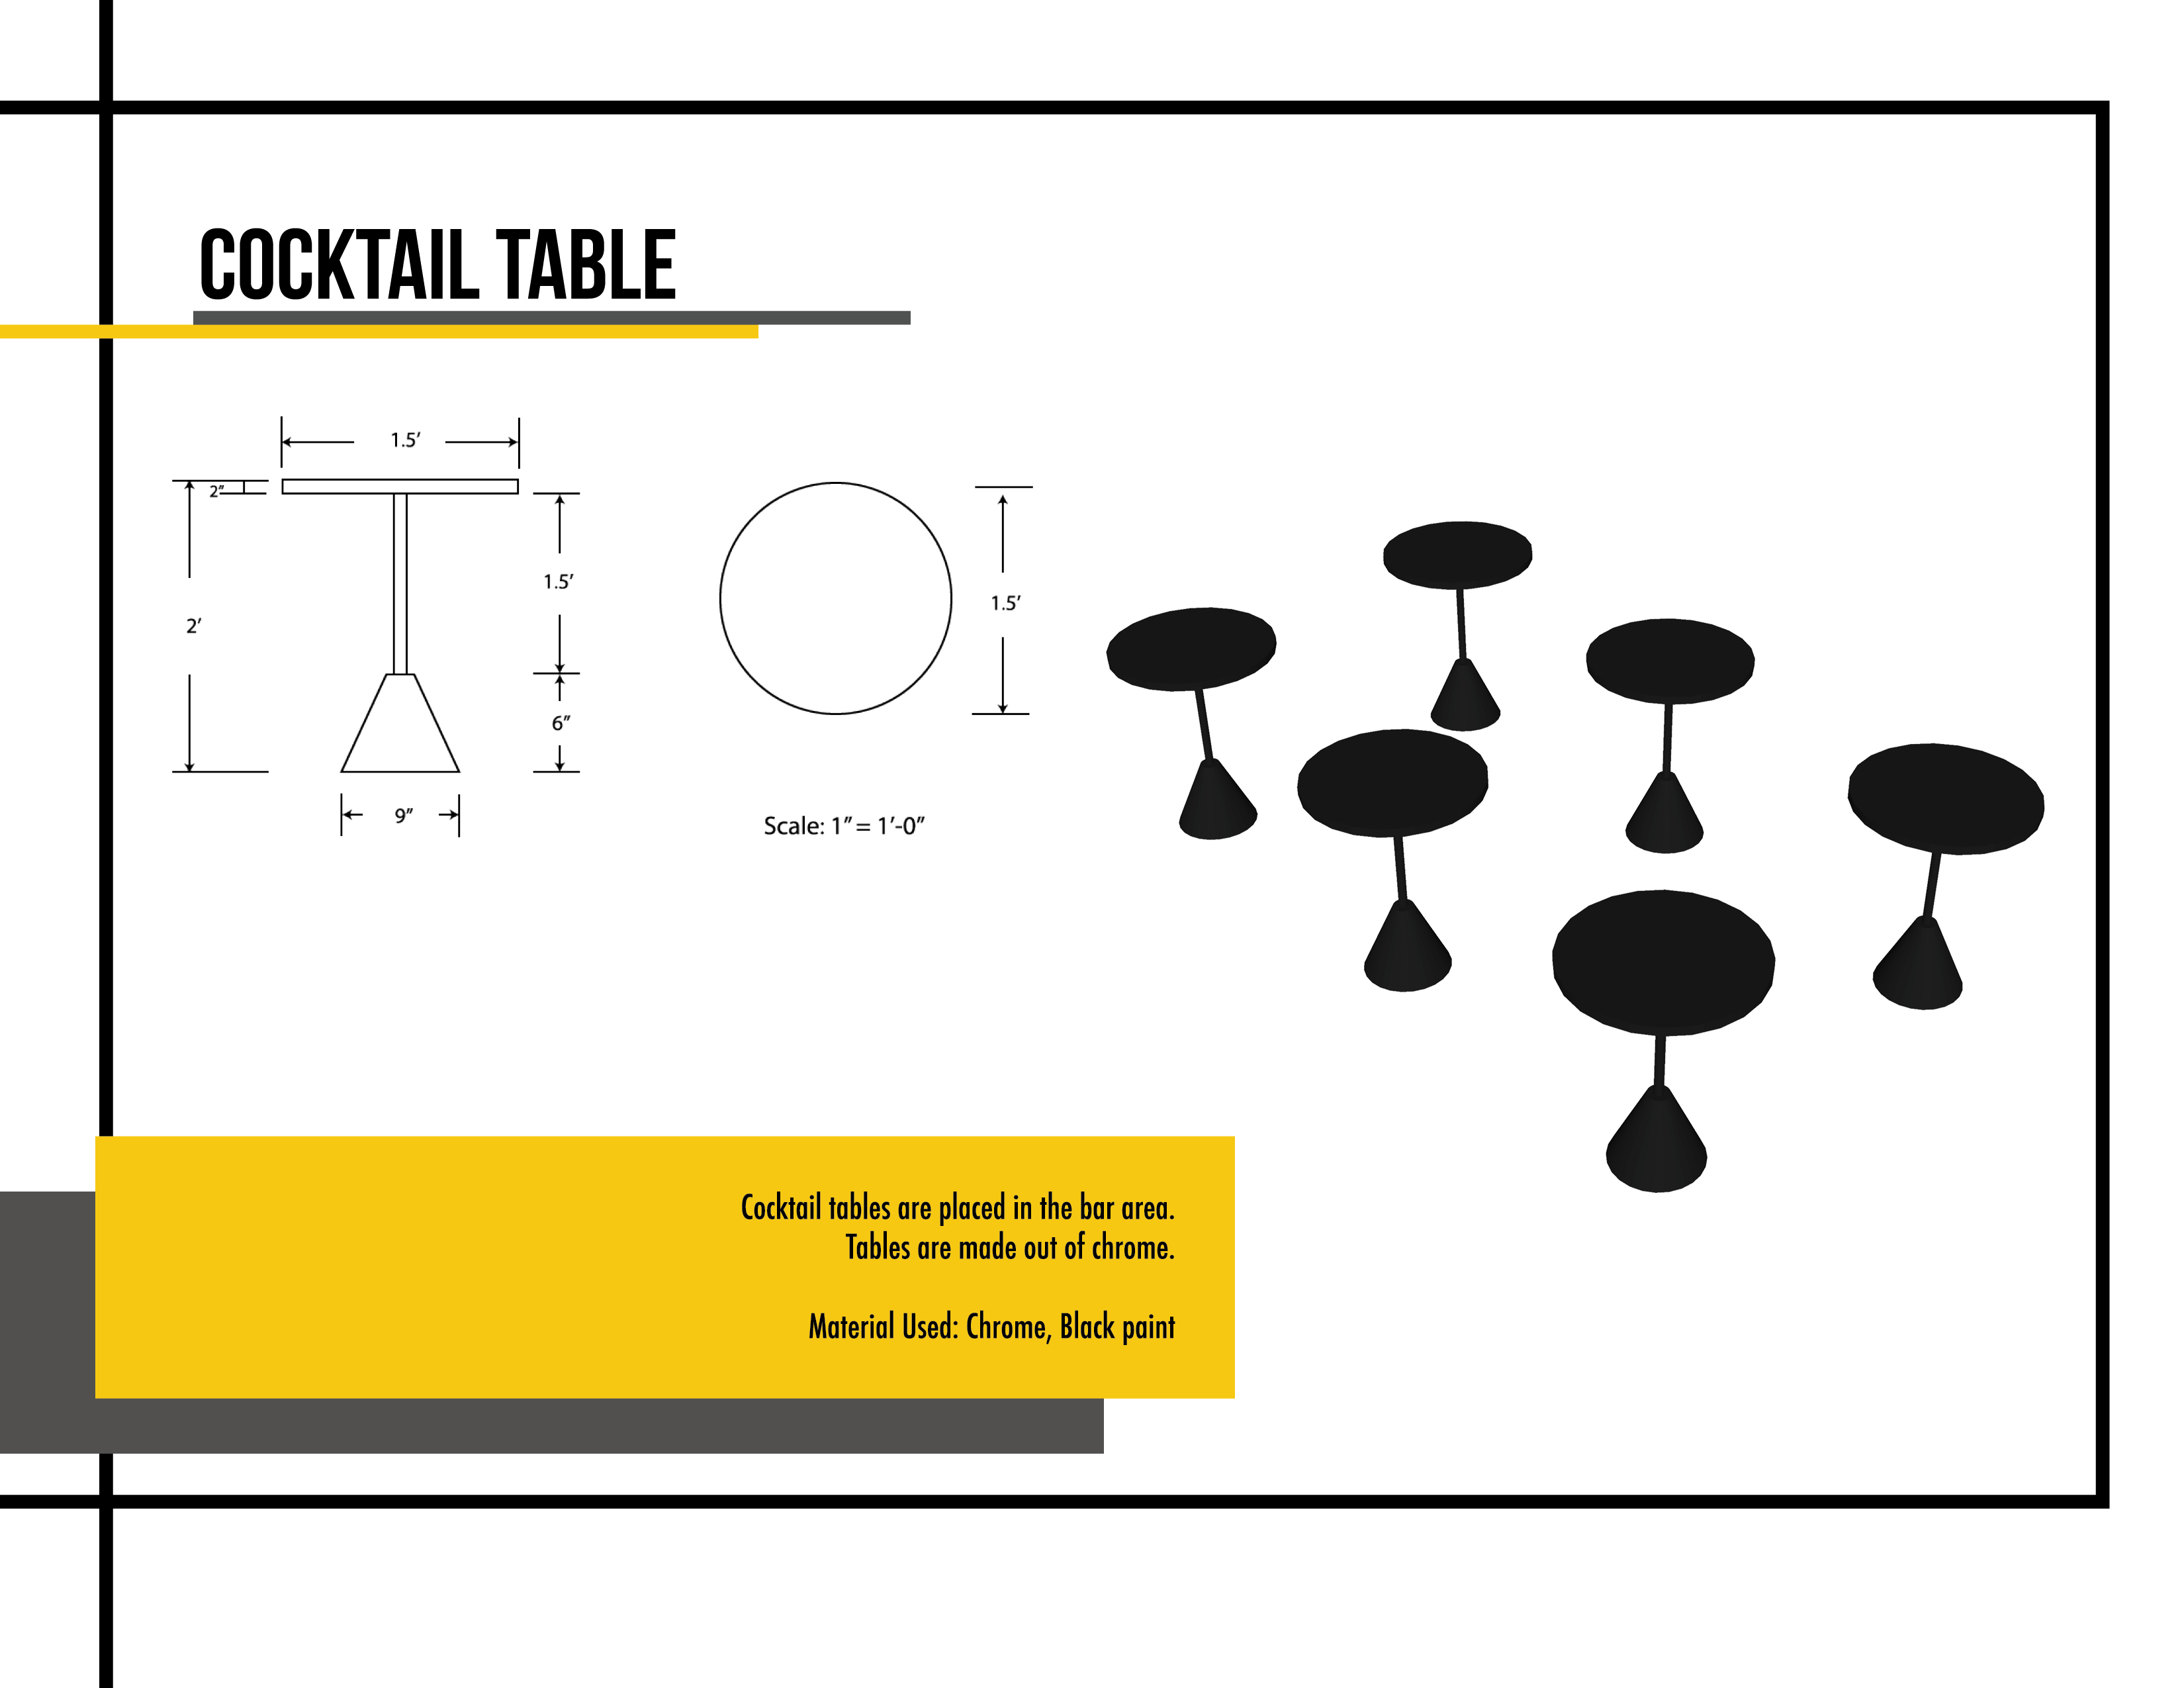 COCKTAIL TABLE
1.5′
2″
2′
1.5′
6″
9″
1.5′
Scale: 1″ = 1′-0″
Cocktail tables are placed in the bar area.
Tables are made out of chrome.
Material Used: Chrome, Black paint